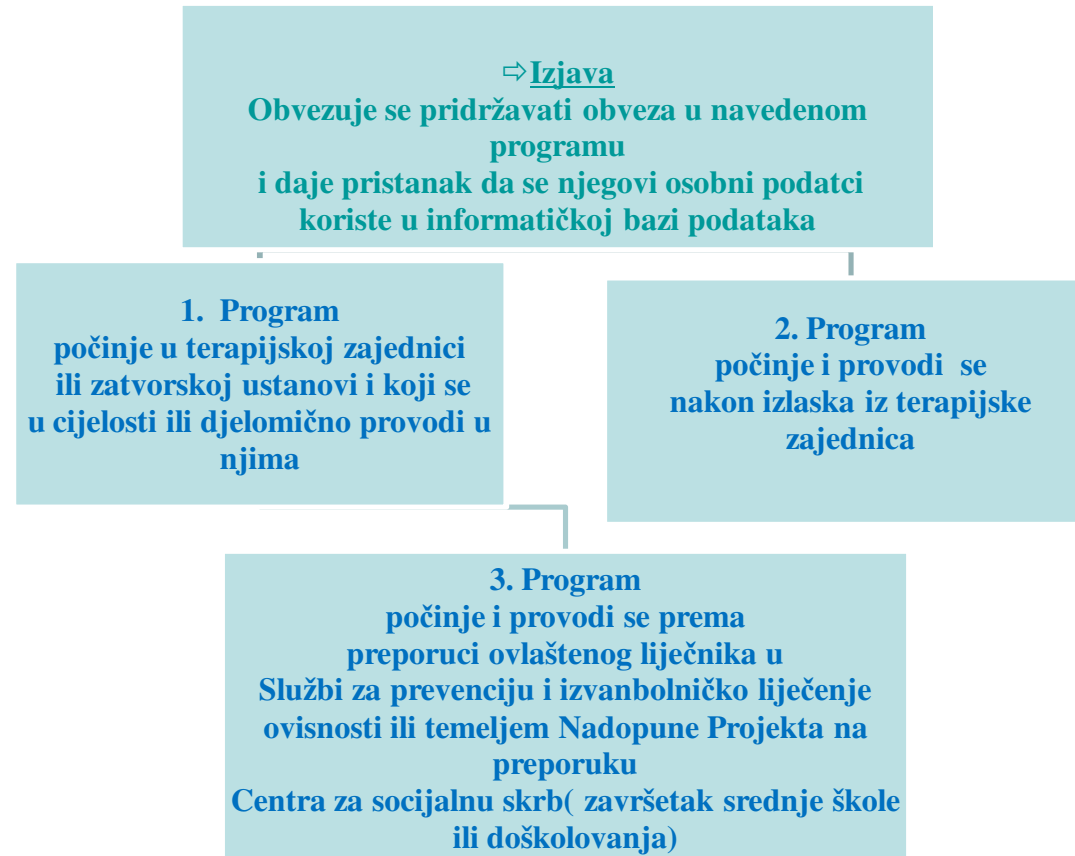 ⇨Izjava
Obvezuje se pridržavati obveza u navedenom
programu
i daje pristanak da se njegovi osobni podatci
koriste u informatičkoj bazi podataka
1. Program
počinje u terapijskoj zajednici
ili zatvorskoj ustanovi i koji se
u cijelosti ili djelomično provodi u
njima
2. Program
počinje i provodi se
nakon izlaska iz terapijske
zajednica
3. Program
počinje i provodi se prema
preporuci ovlaštenog liječnika u
Službi za prevenciju i izvanbolničko liječenje
ovisnosti ili temeljem Nadopune Projekta na
preporuku
Centra za socijalnu skrb( završetak srednje škole
ili doškolovanja)